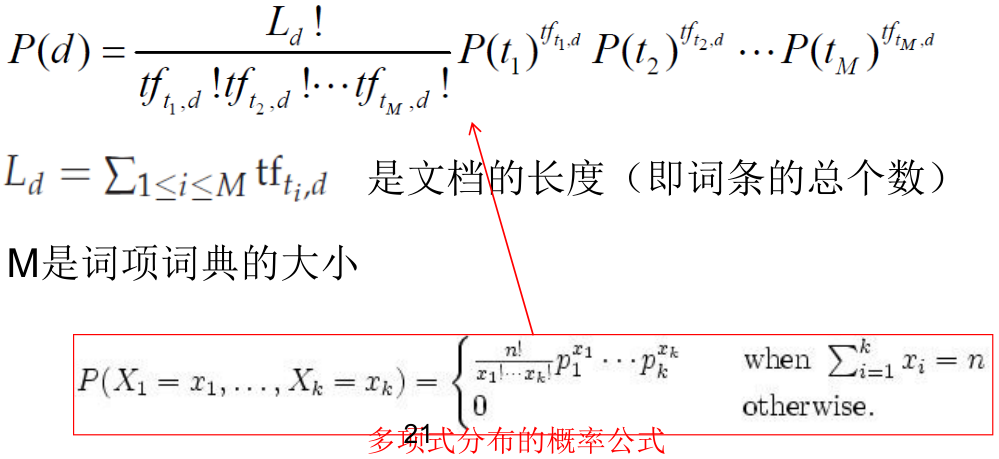 P(d) = \frac{L_d!}{tf_{t_1,d}! tf_{t_2,d}! \cdots tf_{t_M,d}!} P(t_1)^{tf_{t_1,d}} P(t_2)^{tf_{t_2,d}} \cdots P(t_M)^{tf_{t_M,d}}
L_d = \sum_{1 \leq i \leq M} tf_{t_i,d} 是文档的长度（即词条的总个数）
M是词项词典的大小
P(X_1 = x_1, \ldots, X_k = x_k) = \begin{cases} \frac{n!}{x_1! \cdots x_k!} p_1^{x_1} \cdots p_k^{x_k} & \text{when } \sum_{i=1}^{k} x_i = n \\ 0 & \text{otherwise.} \end{cases}
21
多项式分布的概率公式